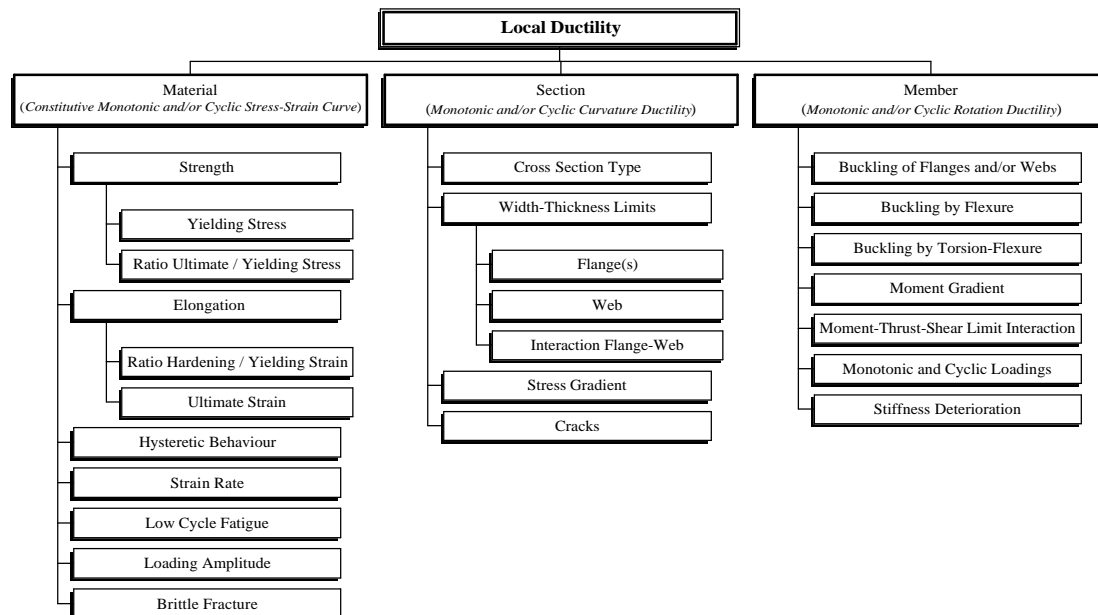 Local Ductility
Material
(Constitutive Monotonic and/or Cyclic Stress-Strain Curve)
Strength
Yielding Stress
Ratio Ultimate / Yielding Stress
Elongation
Ratio Hardening / Yielding Strain
Ultimate Strain
Hysteretic Behaviour
Strain Rate
Low Cycle Fatigue
Loading Amplitude
Brittle Fracture
Section
(Monotonic and/or Cyclic Curvature Ductility)
Cross Section Type
Width-Thickness Limits
Flange(s)
Web
Interaction Flange-Web
Stress Gradient
Cracks
Member
(Monotonic and/or Cyclic Rotation Ductility)
Buckling of Flanges and/or Webs
Buckling by Flexure
Buckling by Torsion-Flexure
Moment Gradient
Moment-Thrust-Shear Limit Interaction
Monotonic and Cyclic Loadings
Stiffness Deterioration